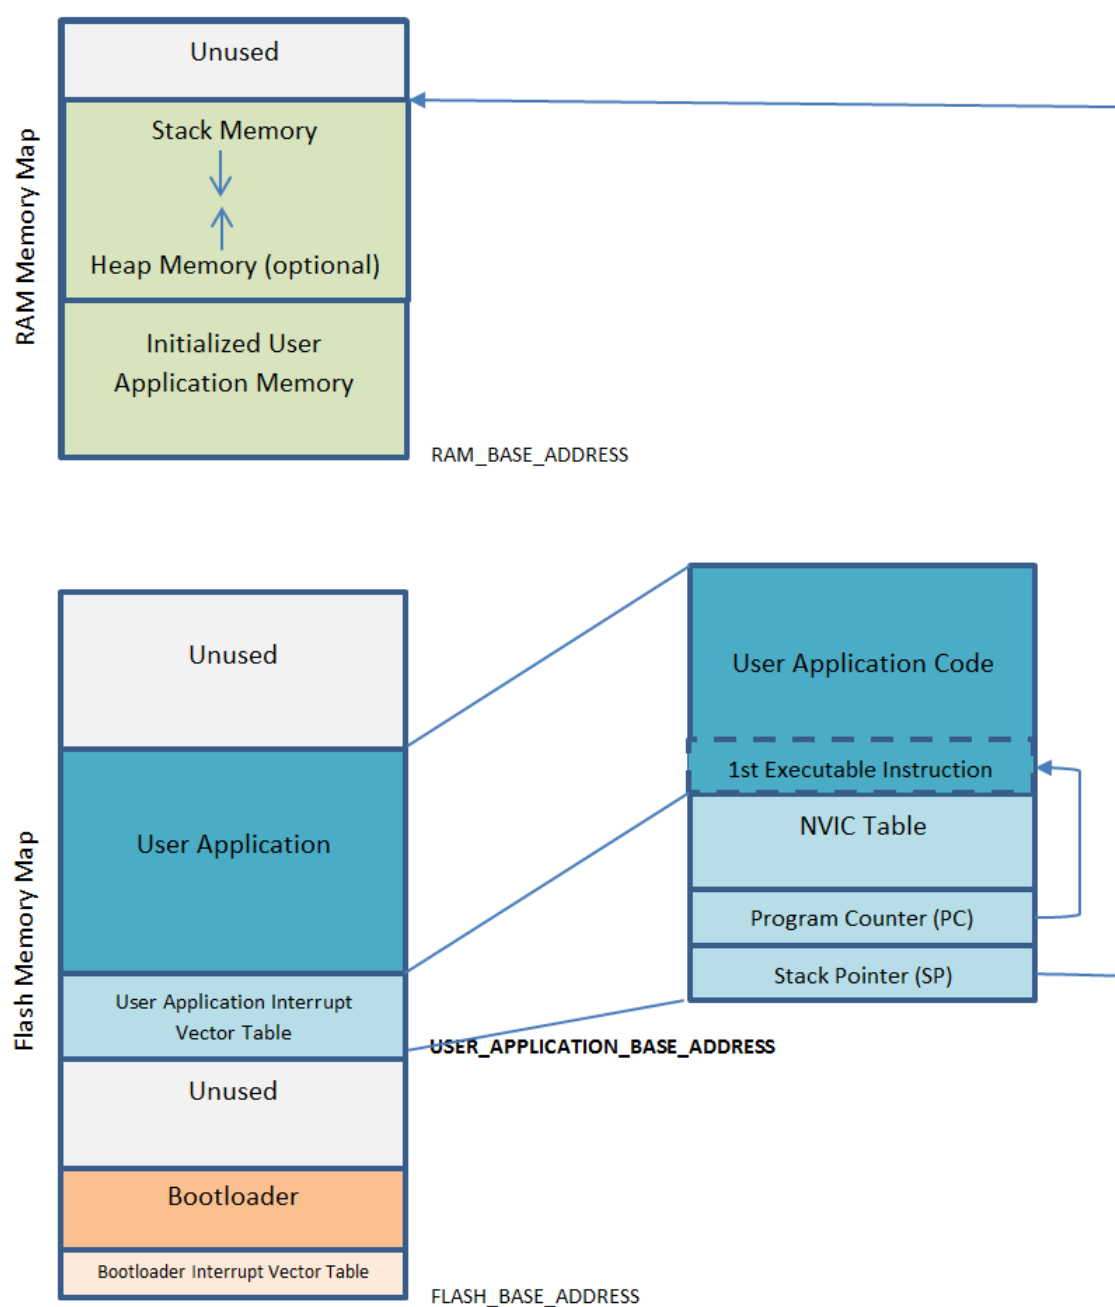 RAM Memory Map
Unused
Stack Memory
Heap Memory (optional)
Initialized User
Application Memory
RAM_BASE_ADDRESS
Flash Memory Map
Unused
User Application
User Application Interrupt
Vector Table
Unused
Bootloader
Bootloader Interrupt Vector Table
FLASH_BASE_ADDRESS
USER_APPLICATION_BASE_ADDRESS
User Application Code
1st Executable Instruction
NVIC Table
Program Counter (PC)
Stack Pointer (SP)